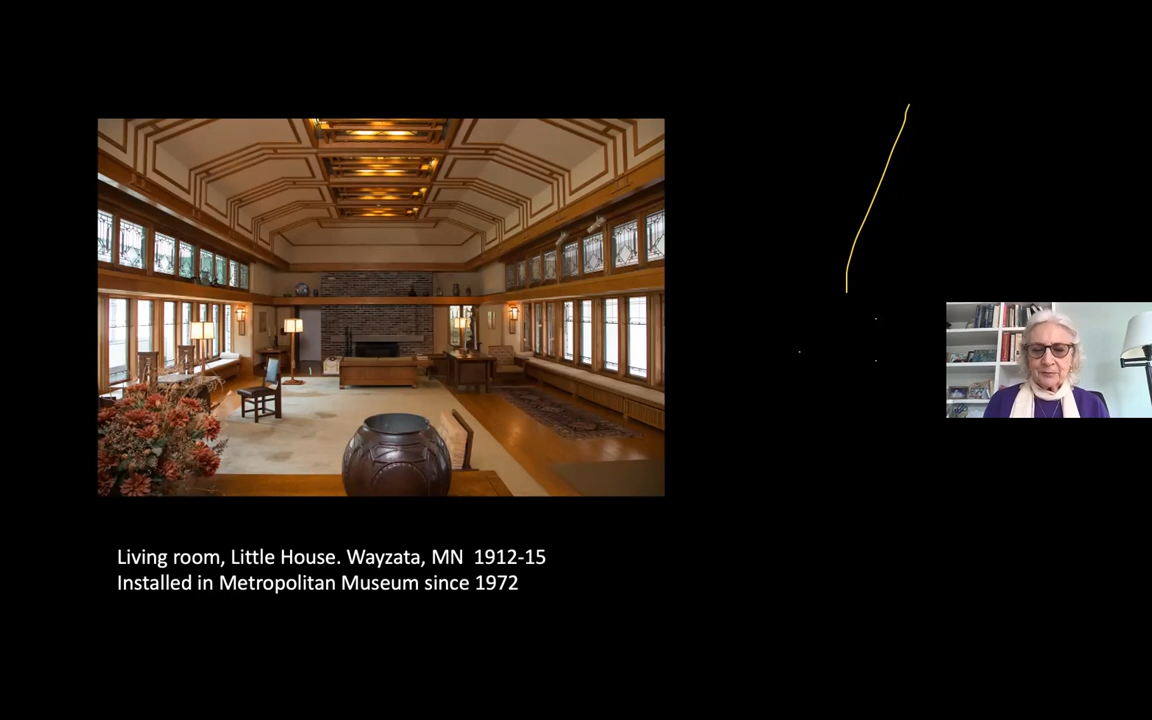 Living room, Little House. Wayzata, MN 1912-15
Installed in Metropolitan Museum since 1972